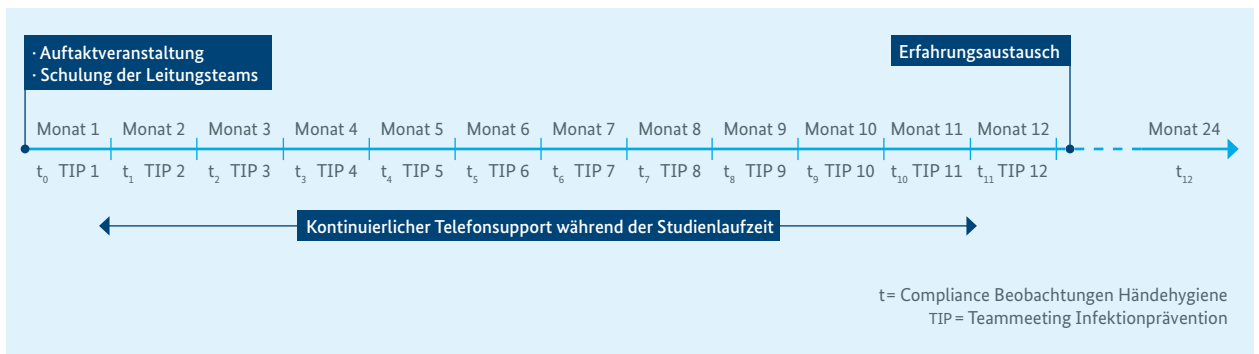 · Auftaktveranstaltung
· Schulung der Leitungsteams
Erfahrungsaustausch
Monat 1 Monat 2 Monat 3 Monat 4 Monat 5 Monat 6 Monat 7 Monat 8 Monat 9 Monat 10 Monat 11 Monat 12 Monat 24
t₀ TIP 1 t₁ TIP 2 t₂ TIP 3 t₃ TIP 4 t₄ TIP 5 t₅ TIP 6 t₆ TIP 7 t₇ TIP 8 t₈ TIP 9 t₉ TIP 10 t₁₀ TIP 11 t₁₁ TIP 12 t₁₂
Kontinuierlicher Telefonsupport während der Studienlaufzeit
t = Compliance Beobachtungen Händehygiene
TIP = Teammeeting Infektionprävention